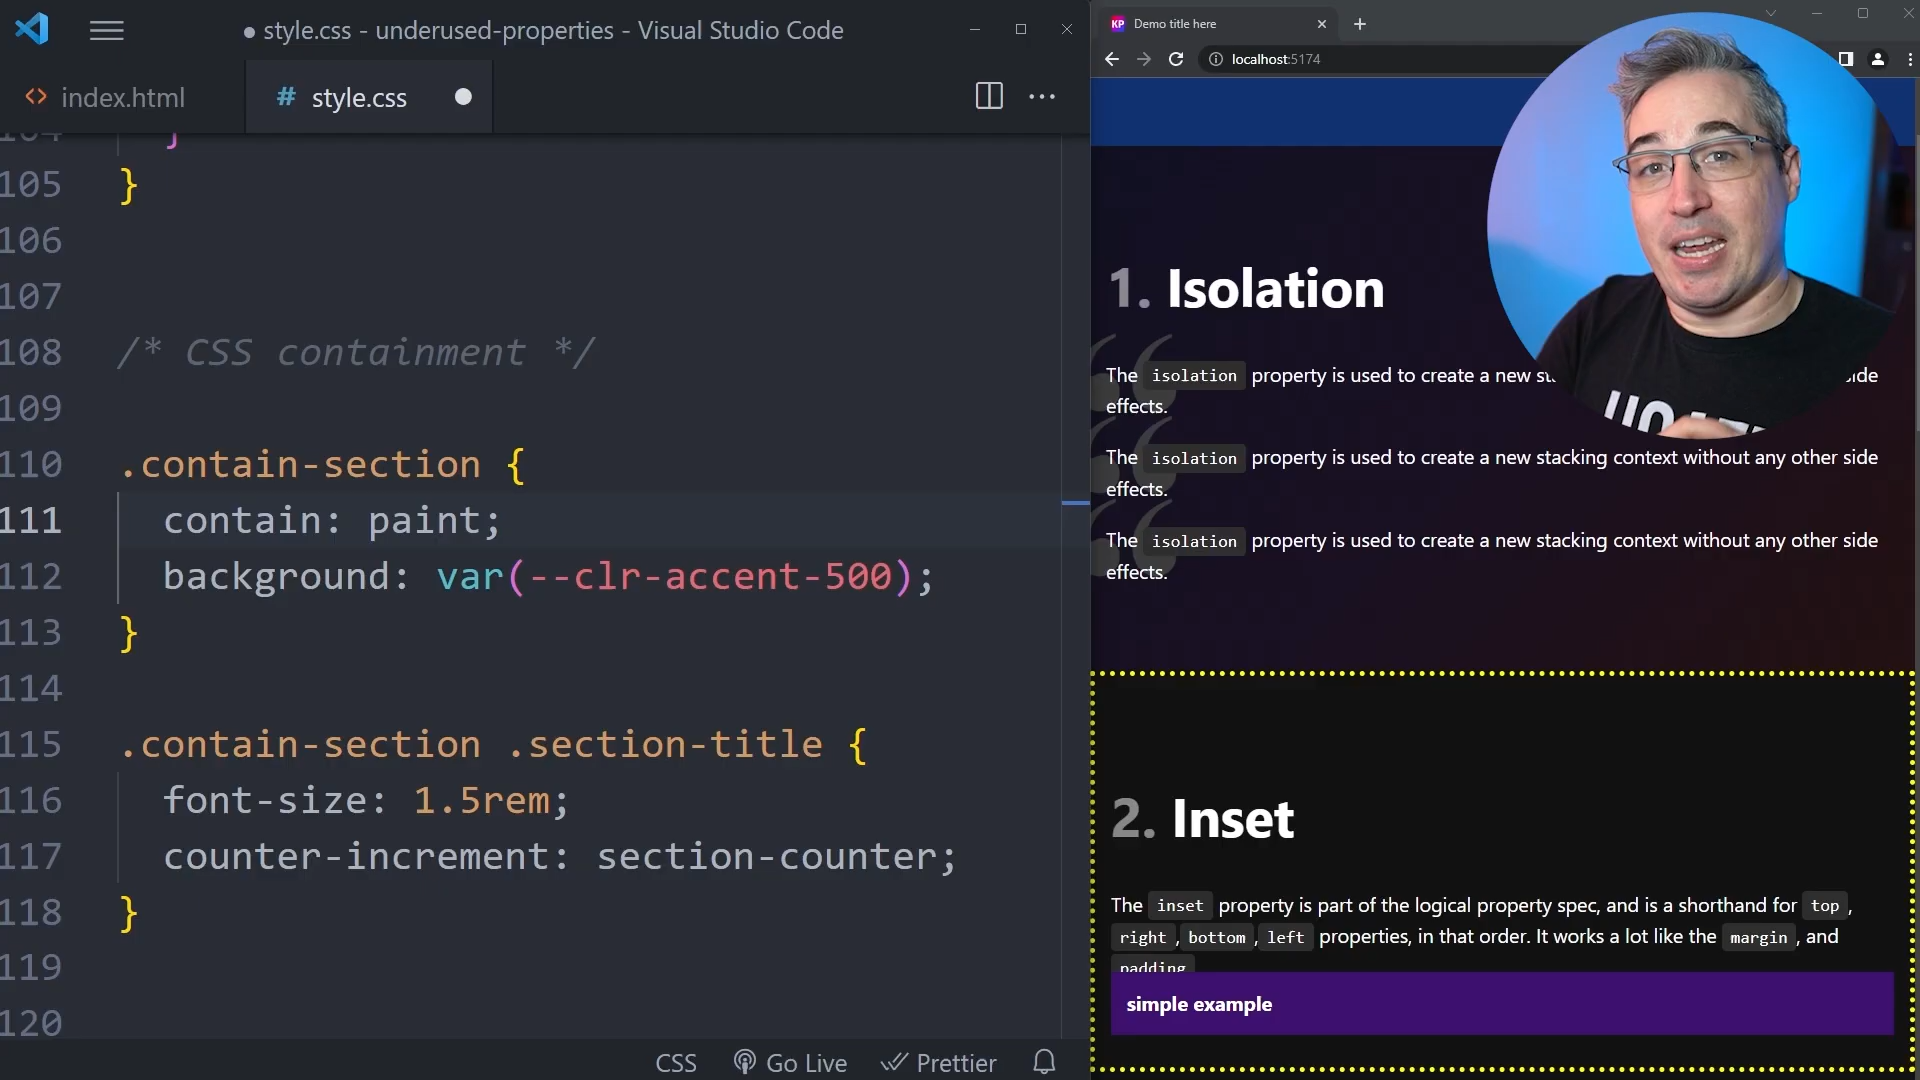 style.css - underused-properties - Visual Studio Code
index.html
# style.css
105 }
106
107
108 /* CSS containment */
109
110 .contain-section {
111 contain: paint;
112 background: var(--clr-accent-500);
113 }
114
115 .contain-section .section-title {
116 font-size: 1.5rem;
117 counter-increment: section-counter;
118 }
119
120
CSS Go Live Prettier
KP Demo title here
localhost:5174
1. Isolation
The isolation property is used to create a new
effects.
The isolation property is used to create a new stacking context without any other side
effects.
The isolation property is used to create a new stacking context without any other side
effects.
2. Inset
The inset property is part of the logical property spec, and is a shorthand for top,
right, bottom, left properties, in that order. It works a lot like the margin, and
padding
simple example